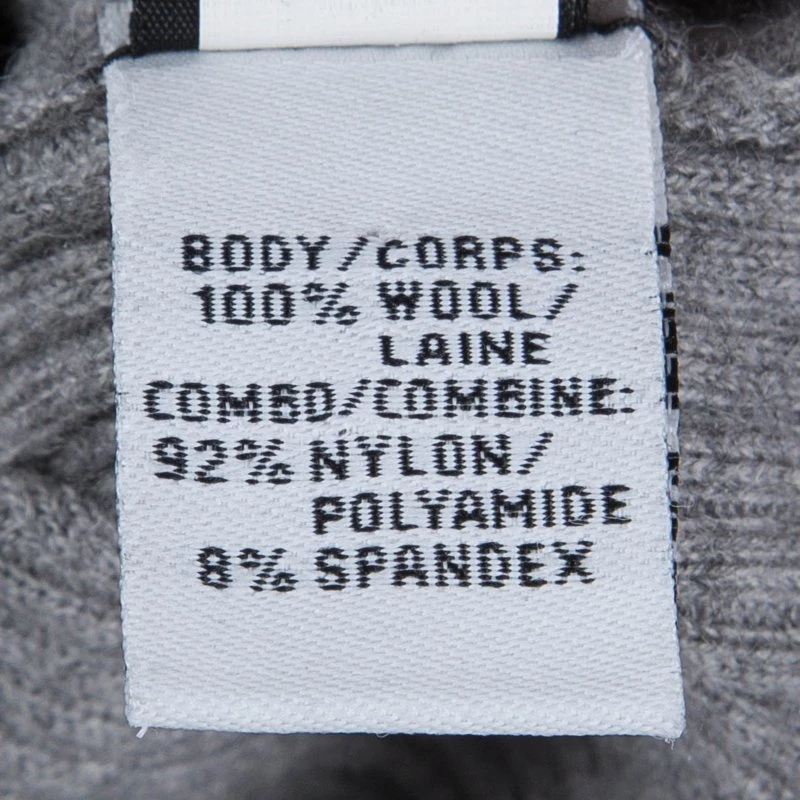 BODY/CORPS:
100% WOOL/
LAINE
COMBO/COMBINE:
92% NYLON/
POLYAMIDE
8% SPANDEX